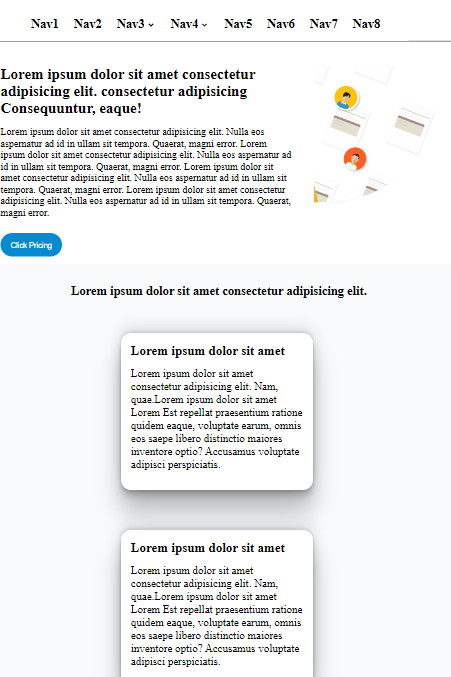 Nav1 Nav2 Nav3 Nav4 Nav5 Nav6 Nav7 Nav8
Lorem ipsum dolor sit amet consectetur
adipisicing elit. consectetur adipisicing
Consequuntur, eaque!
Lorem ipsum dolor sit amet consectetur adipisicing elit. Nulla eos
aspernatur ad id in ullam sit tempora. Quaerat, magni error. Lorem
ipsum dolor sit amet consectetur adipisicing elit. Nulla eos aspernatur ad
id in ullam sit tempora. Quaerat, magni error. Lorem ipsum dolor sit
amet consectetur adipisicing elit. Nulla eos aspernatur ad id in ullam sit
tempora. Quaerat, magni error. Lorem ipsum dolor sit amet consectetur
adipisicing elit. Nulla eos aspernatur ad id in ullam sit tempora. Quaerat,
magni error.
Click Pricing
Lorem ipsum dolor sit amet consectetur adipisicing elit.
Lorem ipsum dolor sit amet
Lorem ipsum dolor sit amet
consectetur adipisicing elit. Nam,
quae.Lorem ipsum dolor sit amet
Lorem Est repellat praesentium ratione
quidem eaque, voluptate earum, omnis
eos saepe libero distinctio maiores
inventore optio? Accusamus voluptate
adipisci perspiciatis.
Lorem ipsum dolor sit amet
Lorem ipsum dolor sit amet
consectetur adipisicing elit. Nam,
quae.Lorem ipsum dolor sit amet
Lorem Est repellat praesentium ratione
quidem eaque, voluptate earum, omnis
eos saepe libero distinctio maiores
inventore optio? Accusamus voluptate
adipisci perspiciatis.